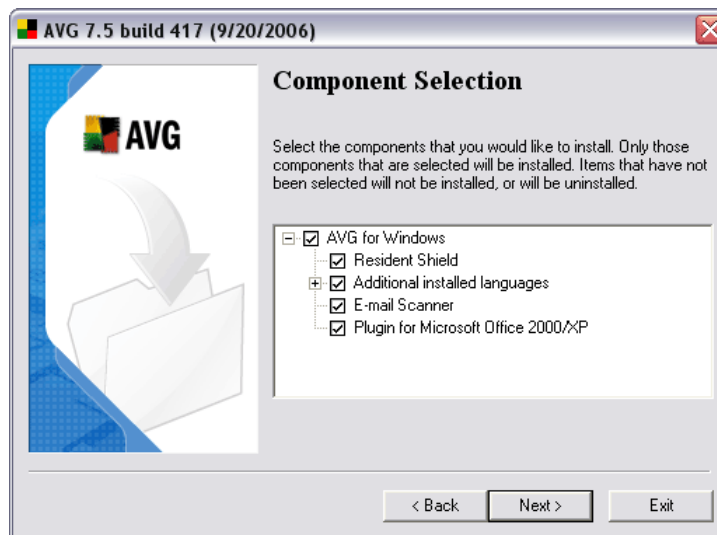 AVG 7.5 build 417 (9/20/2006)
AVG
Component Selection
Select the components that you would like to install. Only those
components that are selected will be installed. Items that have not
been selected will not be installed, or will be uninstalled.
AVG for Windows
Resident Shield
Additional installed languages
E-mail Scanner
Plugin for Microsoft Office 2000/XP
< Back
Next >
Exit